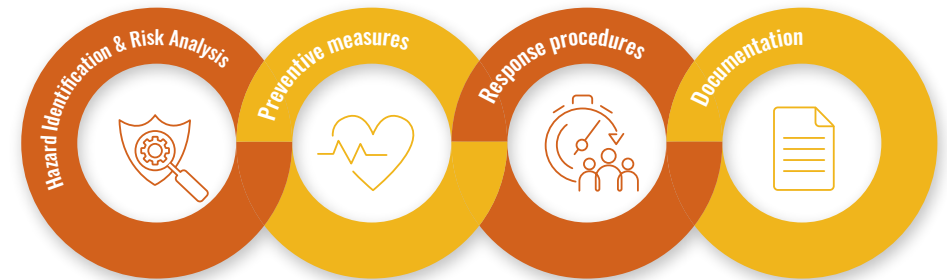 Hazard Identification & Risk Analysis
Preventive measures
Response procedures
Documentation